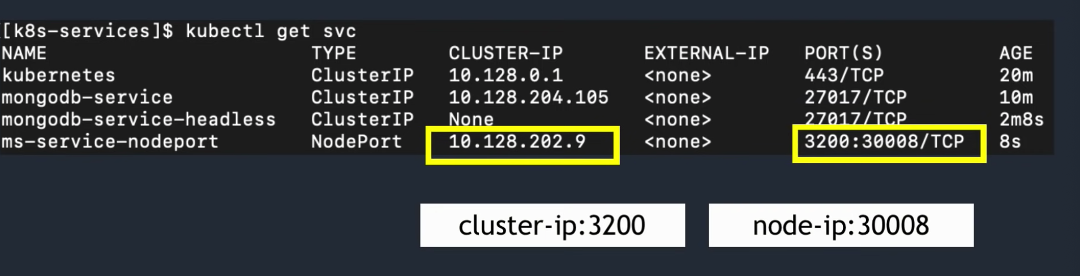 [[k8s-services]$ kubectl get svc
NAME TYPE CLUSTER-IP EXTERNAL-IP PORT(S) AGE
kubernetes ClusterIP 10.128.0.1 <none> 443/TCP 20m
mongodb-service ClusterIP 10.128.204.105 <none> 27017/TCP 10m
mongodb-service-headless ClusterIP None <none> 27017/TCP 2m8s
ms-service-nodeport NodePort 10.128.202.9 <none> 3200:30008/TCP 8s
cluster-ip:3200 node-ip:30008